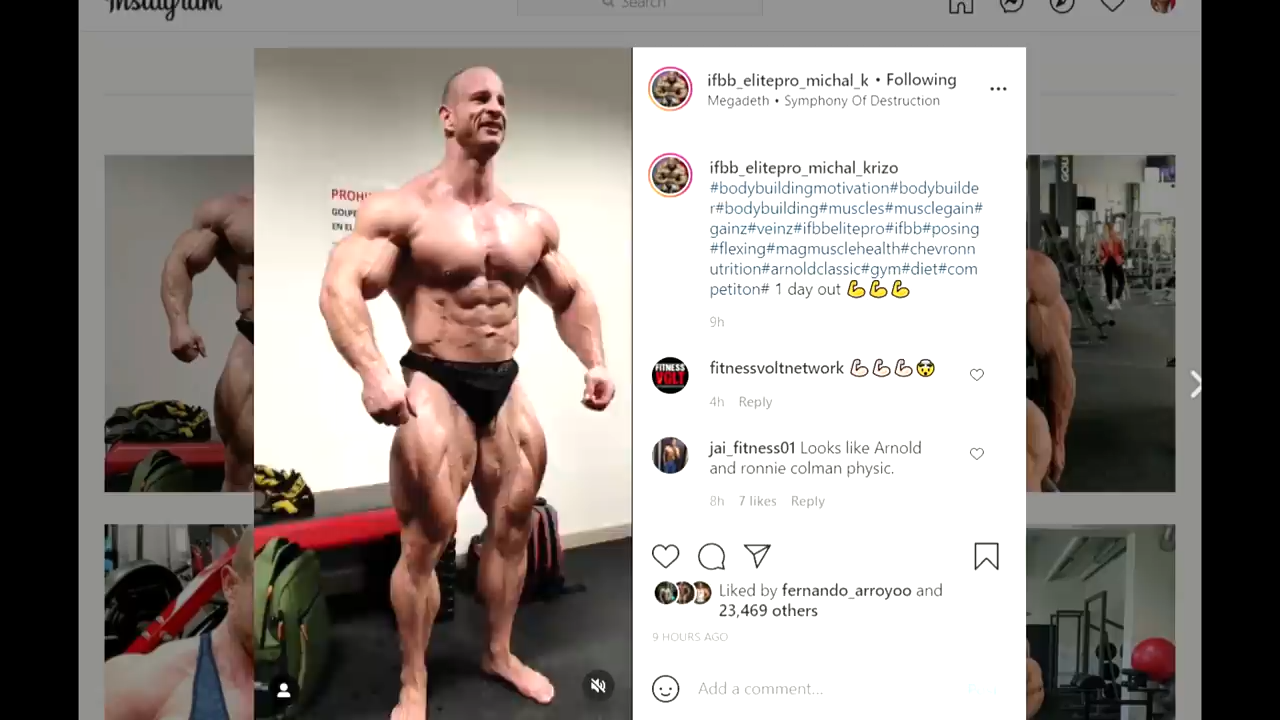 Instagram
Search
ifbb_elitepro_michal_k • Following
Megadeth • Symphony Of Destruction
ifbb_elitepro_michal_krizo
#bodybuildingmotivation#bodybuilde
r#bodybuilding#muscles#musclegain#
gainz#veinz#ifbbelitepro#ifbb#posing
#flexing#magmusclehealth#chevronn
utrition#arnoldclassic#gym#diet#com
petiton# 1 day out 💪💪💪
9h
FITNESS
VOLT
fitnessvoltnetwork 💪🏻💪🏻💪🏻😲
4h Reply
jai_fitness01 Looks like Arnold
and ronnie colman physic.
8h 7 likes Reply
Liked by fernando_arroyoo and
23,469 others
9 HOURS AGO
Add a comment...
EN EL